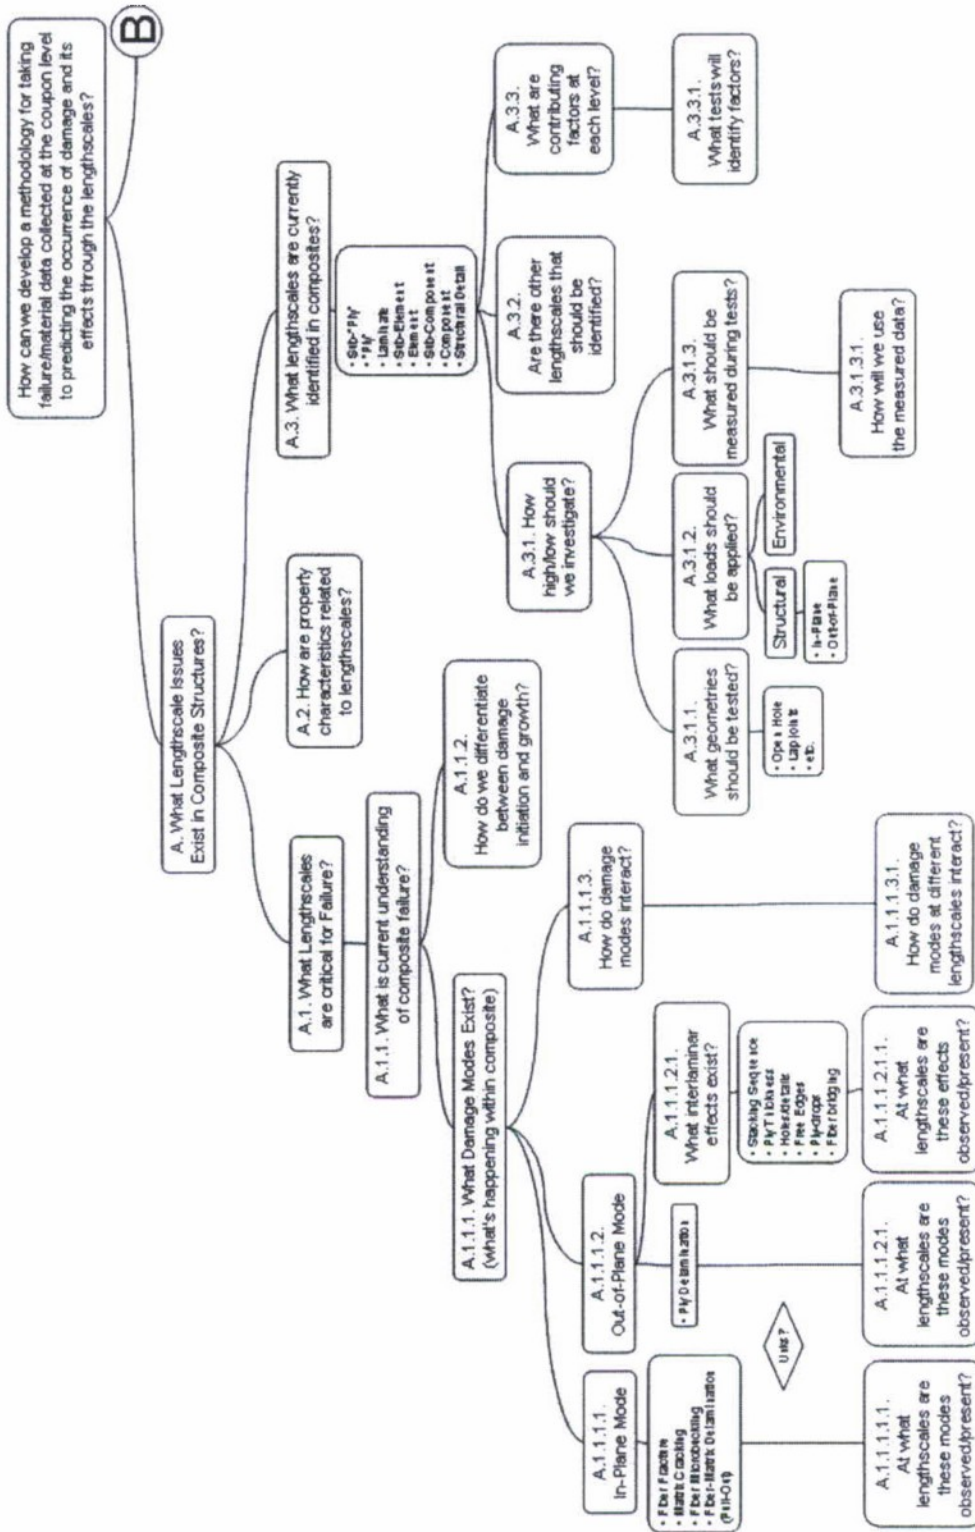 How can we develop a methodology for taking
failure/material data collected at the coupon level
to predicting the occurrence of damage and its
effects through the lengthscales?
B
A. What Lengthscale Issues
Exist in Composite Structures?
A.1. What Lengthscales
are critical for Failure?
A.2. How are property
characteristics related
to lengthscales?
A.3. What lengthscales are currently
identified in composites?
• Sub-"Ply"
• "Ply"
• Laminate
• Sub-Element
• Element
• Sub-Component
• Component
• Structural Detail
A.1.1. What is current understanding
of composite failure?
A.1.1.1. What Damage Modes Exist?
(what's happening within composite)
A.1.1.2.
How do we differentiate
between damage
initiation and growth?
A.3.1. How
high/low should
we investigate?
A.3.2.
Are there other
lengthscales that
should be
identified?
A.3.3.
What are
contributing
factors at
each level?
A.1.1.1.1.
In-Plane Mode
• Fiber Fracture
• Matrix Cracking
• Fiber Microbuckling
• Fiber-Matrix Delamination
(Pull-Out)
A.1.1.1.2.
Out-of-Plane Mode
• Ply Delamination
A.1.1.1.2.1.
What interlaminar
effects exist?
• Stacking Sequence
• Ply Thickness
• Holes/details
• Free Edges
• Ply-drops
• Fiber bridging
A.1.1.1.3.
How do damage
modes interact?
A.3.1.1.
What geometries
should be tested?
• Open Hole
• Lap joints
• etc.
A.3.1.2.
What loads should
be applied?
Structural
• In-Plane
• Out-of-Plane
Environmental
A.3.1.3.
What should be
measured during tests?
A.3.3.1.
What tests will
identify factors?
A.1.1.1.1.1.
At what
lengthscales are
these modes
observed/present?
A.1.1.1.2.1.
At what
lengthscales are
these modes
observed/present?
A.1.1.1.2.1.1.
At what
lengthscales are
these effects
observed/present?
A.1.1.1.3.1.
How do damage
modes at different
lengthscales interact?
A.3.1.3.1.
How will we use
the measured data?